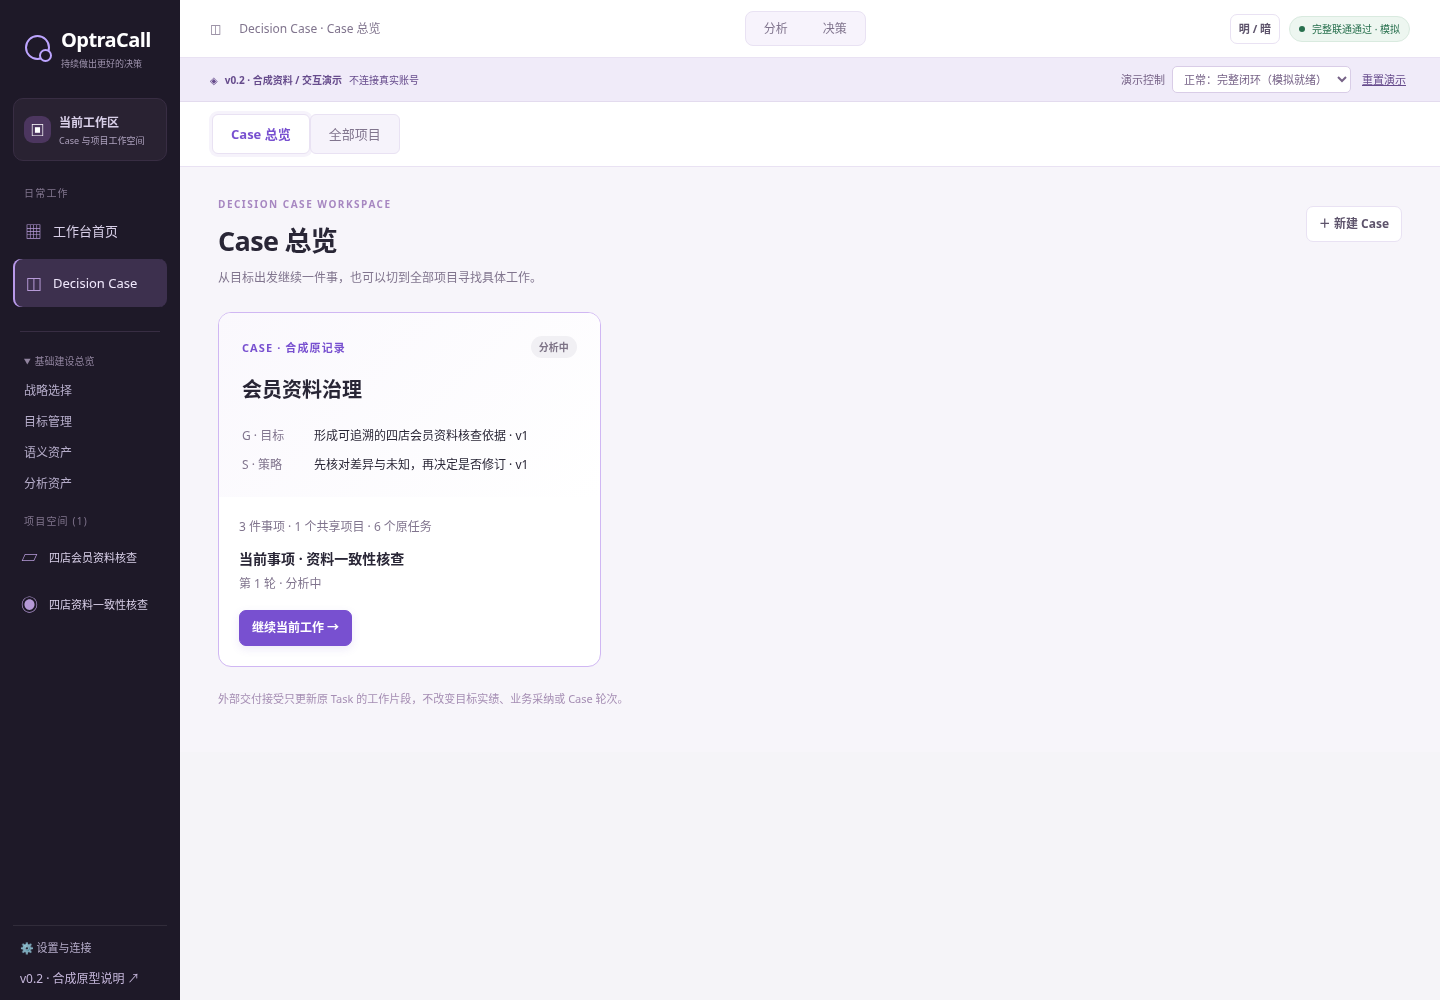 OptraCall
持续做出更好的决策
当前工作区
Case 与项目工作空间
日常工作
工作台首页
Decision Case
▼ 基础建设总览
战略选择
目标管理
语义资产
分析资产
项目空间 (1)
四店会员资料核查
四店资料一致性核查
⚙️ 设置与连接
v0.2 · 合成原型说明 ↗
Decision Case · Case 总览
分析
决策
明 / 暗
完整联通通过 · 模拟
◈ v0.2 · 合成资料 / 交互演示 不连接真实账号
演示控制
正常：完整闭环（模拟就绪）
重置演示
Case 总览
全部项目
DECISION CASE WORKSPACE
Case 总览
从目标出发继续一件事，也可以切到全部项目寻找具体工作。
＋ 新建 Case
CASE · 合成原记录
分析中
会员资料治理
G · 目标 形成可追溯的四店会员资料核查依据 · v1
S · 策略 先核对差异与未知，再决定是否修订 · v1
3 件事项 · 1 个共享项目 · 6 个原任务
当前事项 · 资料一致性核查
第 1 轮 · 分析中
继续当前工作 →
外部交付接受只更新原 Task 的工作片段，不改变目标实绩、业务采纳或 Case 轮次。